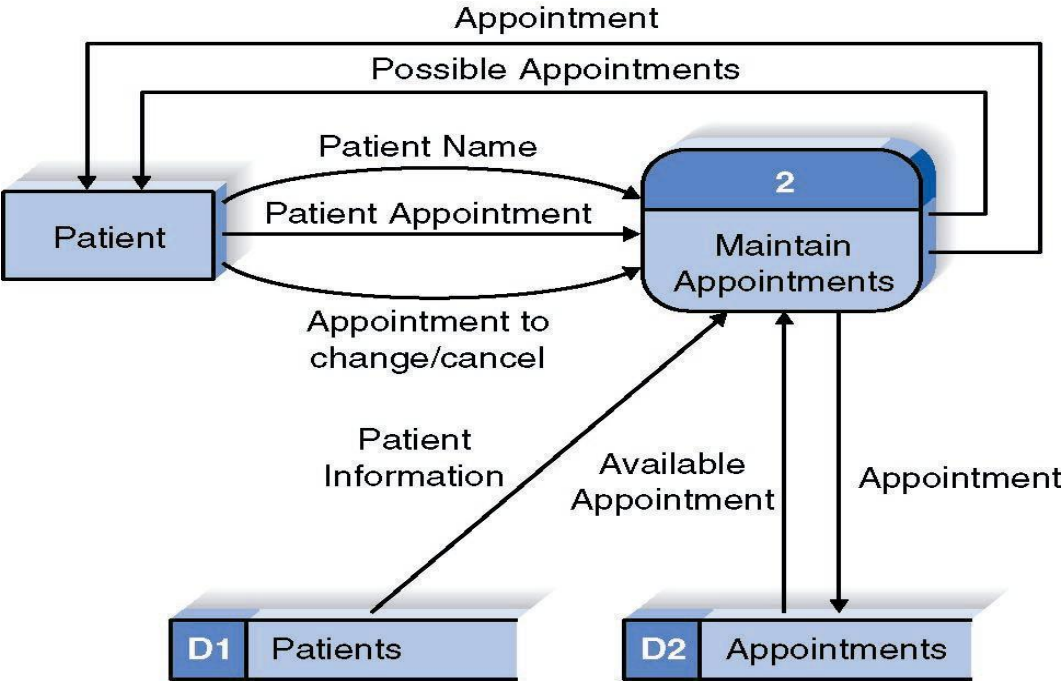 Appointment
Possible Appointments
Patient Name
2
Patient Appointment
Patient
Maintain
Appointments
Appointment to
change/cancel
Patient
Information
Available
Appointment
Appointment
D1 Patients
D2 Appointments